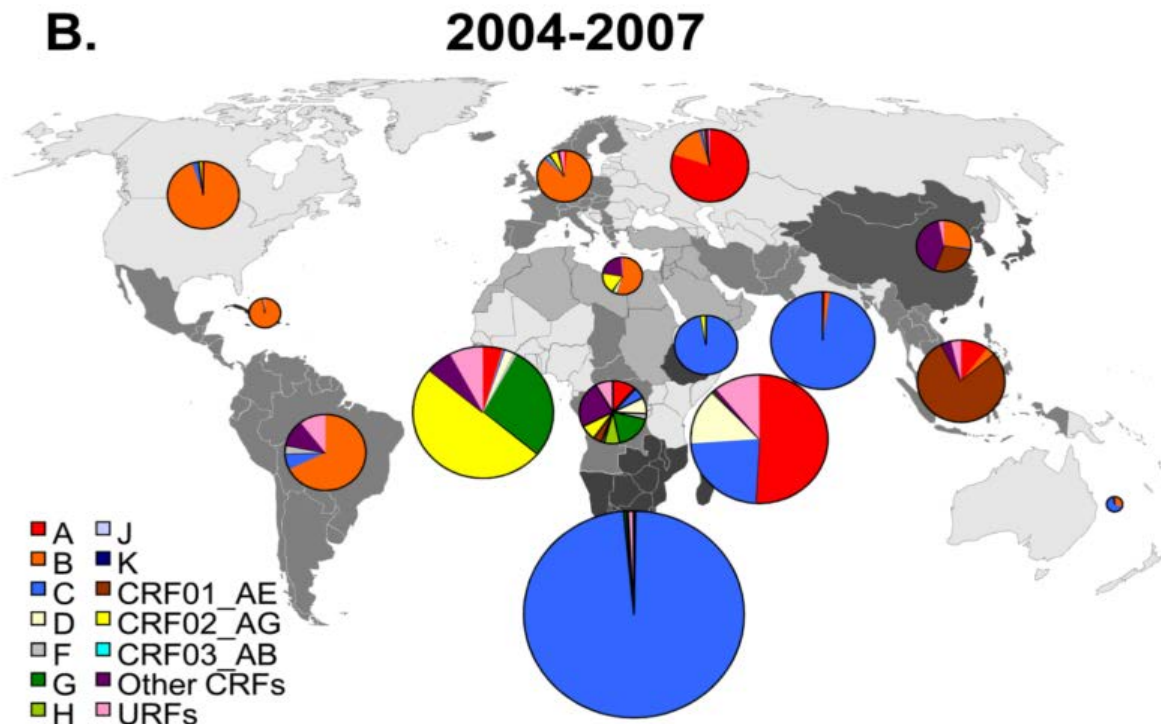 B. 2004-2007
A J
B K
C CRF01_AE
D CRF02_AG
F CRF03_AB
G Other CRFs
H URFs